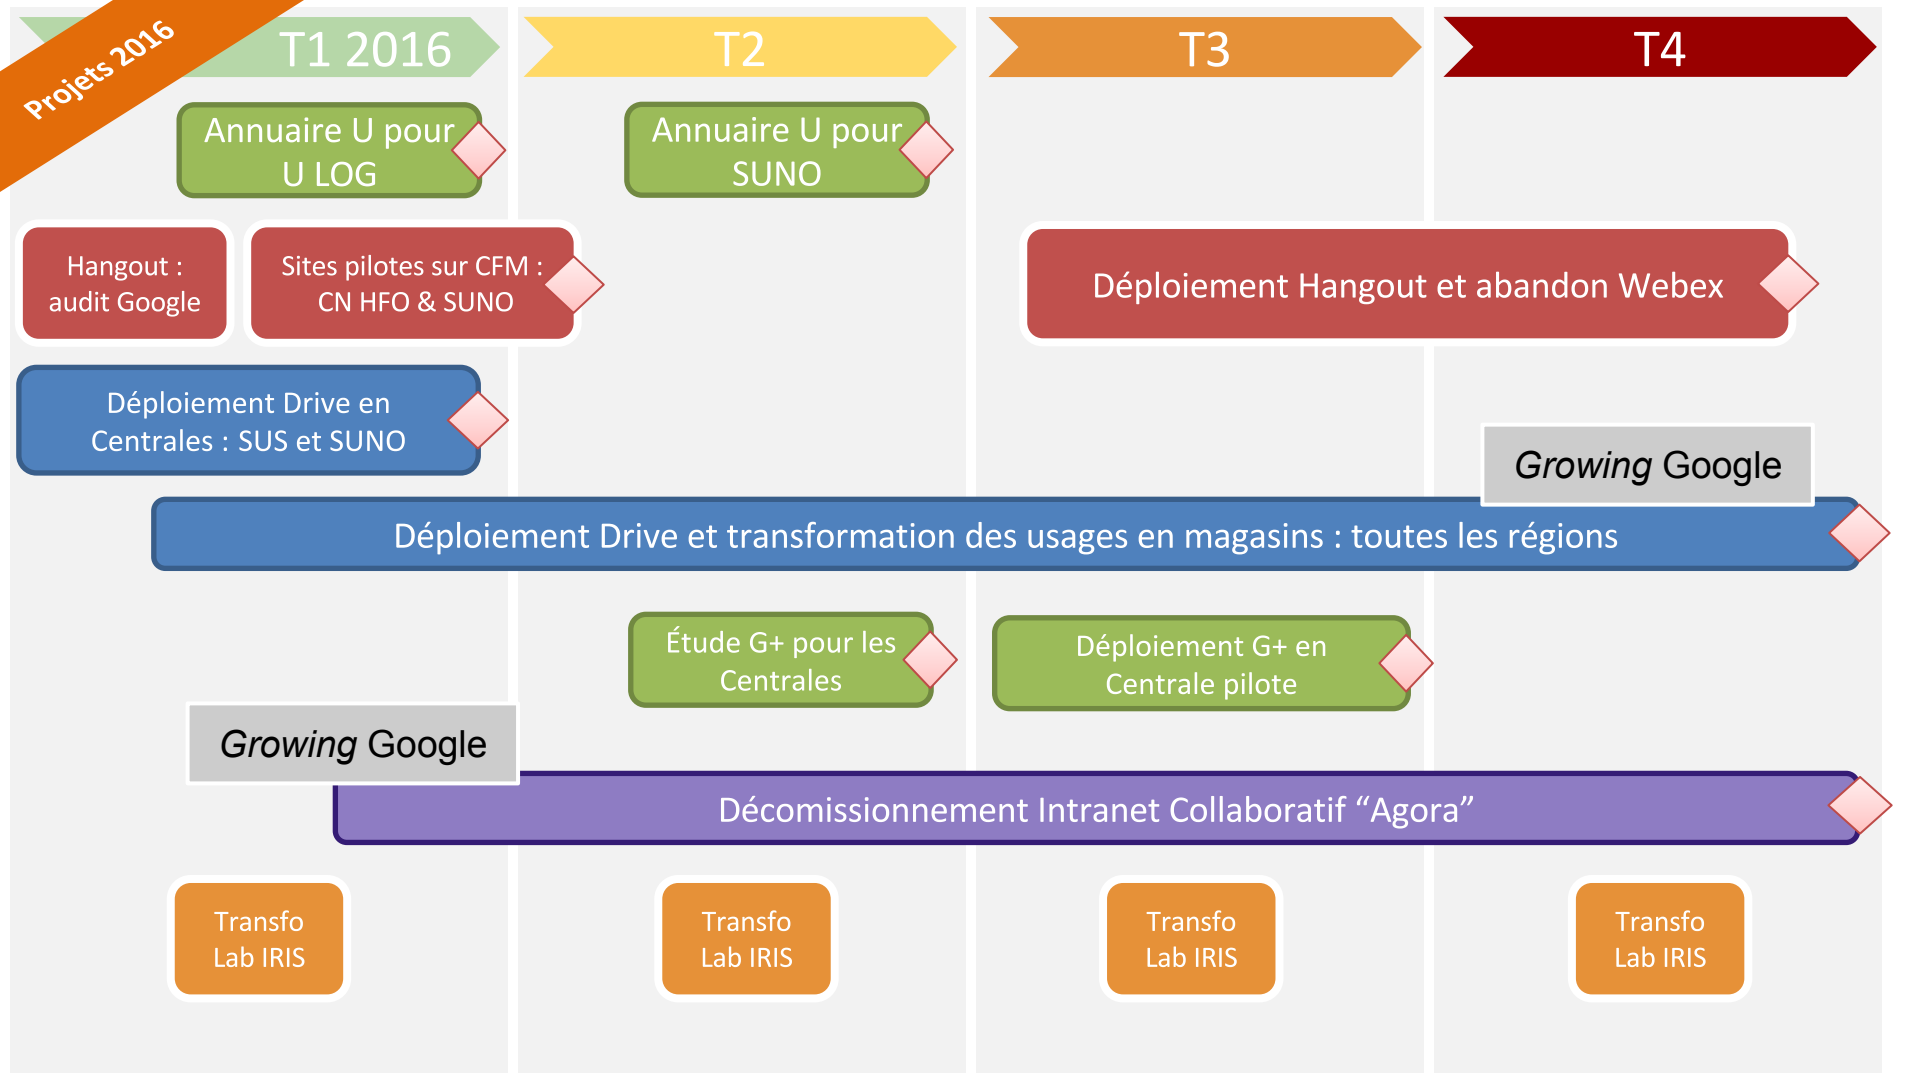 Projets 2016
T1 2016
T2
T3
T4
Annuaire U pour
U LOG
Annuaire U pour
SUNO
Hangout :
audit Google
Sites pilotes sur CFM :
CN HFO & SUNO
Déploiement Hangout et abandon Webex
Déploiement Drive en
Centrales : SUS et SUNO
Growing Google
Déploiement Drive et transformation des usages en magasins : toutes les régions
Étude G+ pour les
Centrales
Déploiement G+ en
Centrale pilote
Growing Google
Décomissionnement Intranet Collaboratif “Agora”
Transfo
Lab IRIS
Transfo
Lab IRIS
Transfo
Lab IRIS
Transfo
Lab IRIS